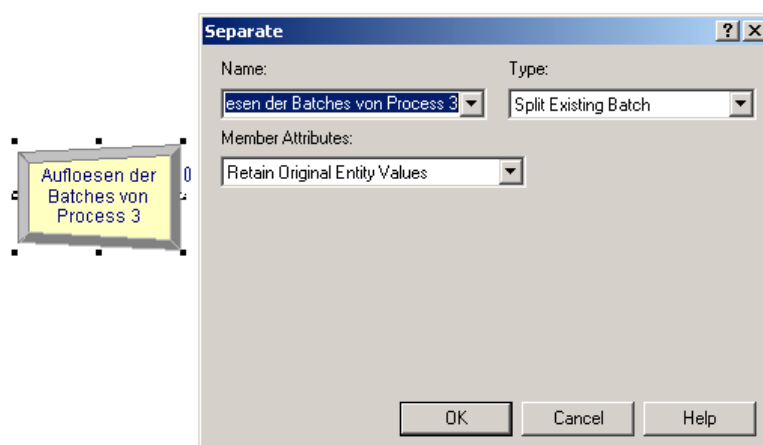 Separate
Name:
Type:
esen der Batches von Process 3
Split Existing Batch
Member Attributes:
Retain Original Entity Values
Aufloesen der
Batches von
Process 3
0
OK
Cancel
Help